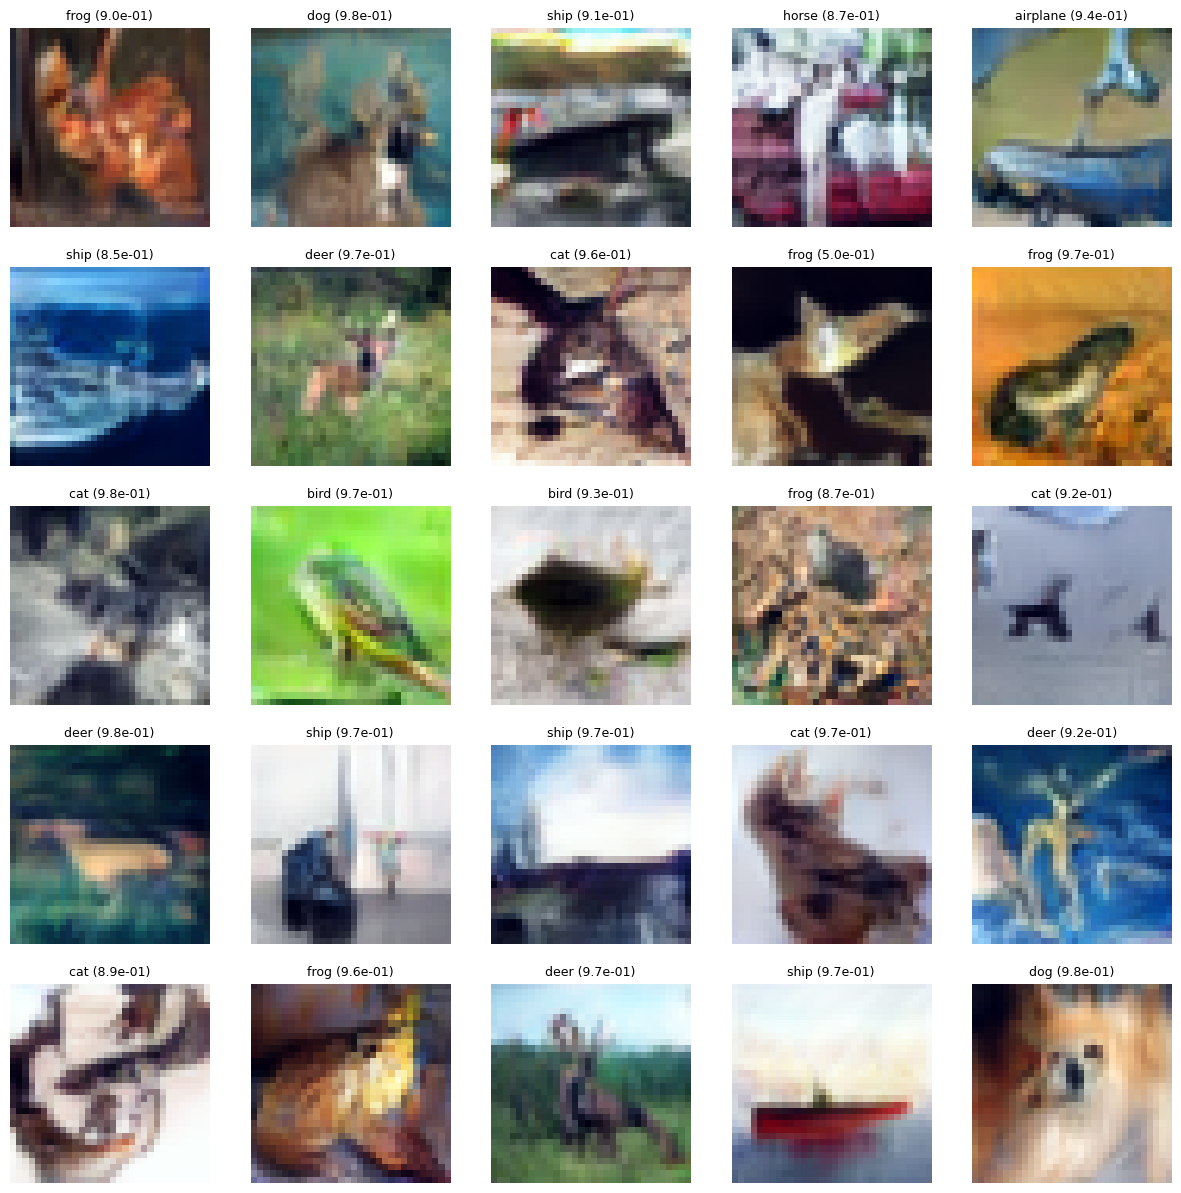 frog (9.0e-01) dog (9.8e-01) ship (9.1e-01) horse (8.7e-01) airplane (9.4e-01)
ship (8.5e-01) deer (9.7e-01) cat (9.6e-01) frog (5.0e-01) frog (9.7e-01)
cat (9.8e-01) bird (9.7e-01) bird (9.3e-01) frog (8.7e-01) cat (9.2e-01)
deer (9.8e-01) ship (9.7e-01) ship (9.7e-01) cat (9.7e-01) deer (9.2e-01)
cat (8.9e-01) frog (9.6e-01) deer (9.7e-01) ship (9.7e-01) dog (9.8e-01)